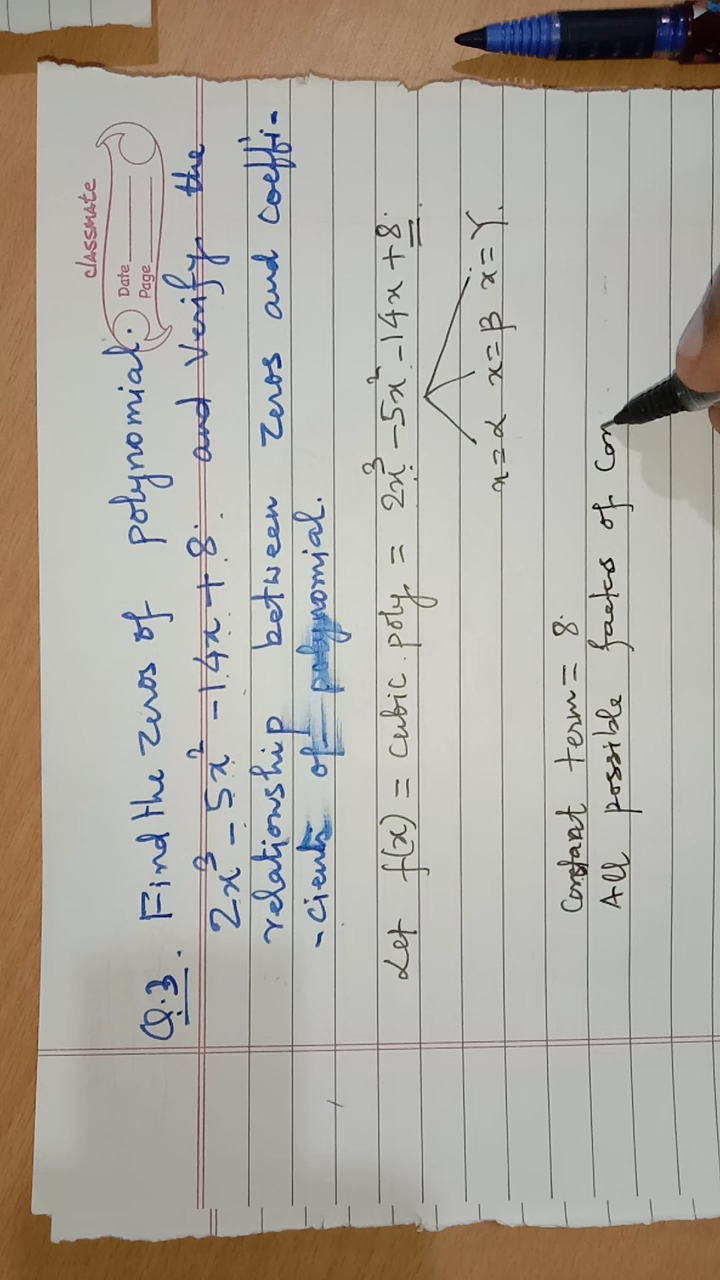 classmate
Date
Page
Q.3. Find the zeros of polynomial.
2x³ - 5x² - 14x + 8. and verify the
relationship between zeros and coeffi-
-cients of polynomial.
Let f(x) = cubic poly = 2x³ - 5x² - 14x + 8.
x = α x = β x = γ.
Constant term = 8.
All possible factors of Con